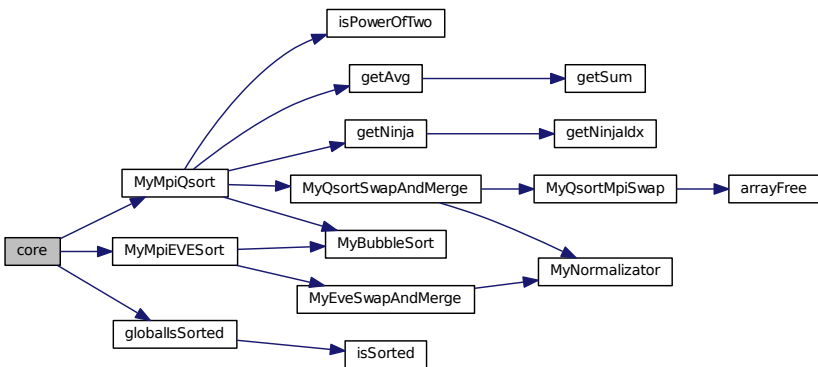 isPowerOfTwo
getAvg
getSum
getNinja
getNinjaIdx
MyMpiQsort
MyQsortSwapAndMerge
MyQsortMpiSwap
arrayFree
core
MyMpiEVESort
MyBubbleSort
MyNormalizator
MyEveSwapAndMerge
globalIsSorted
isSorted